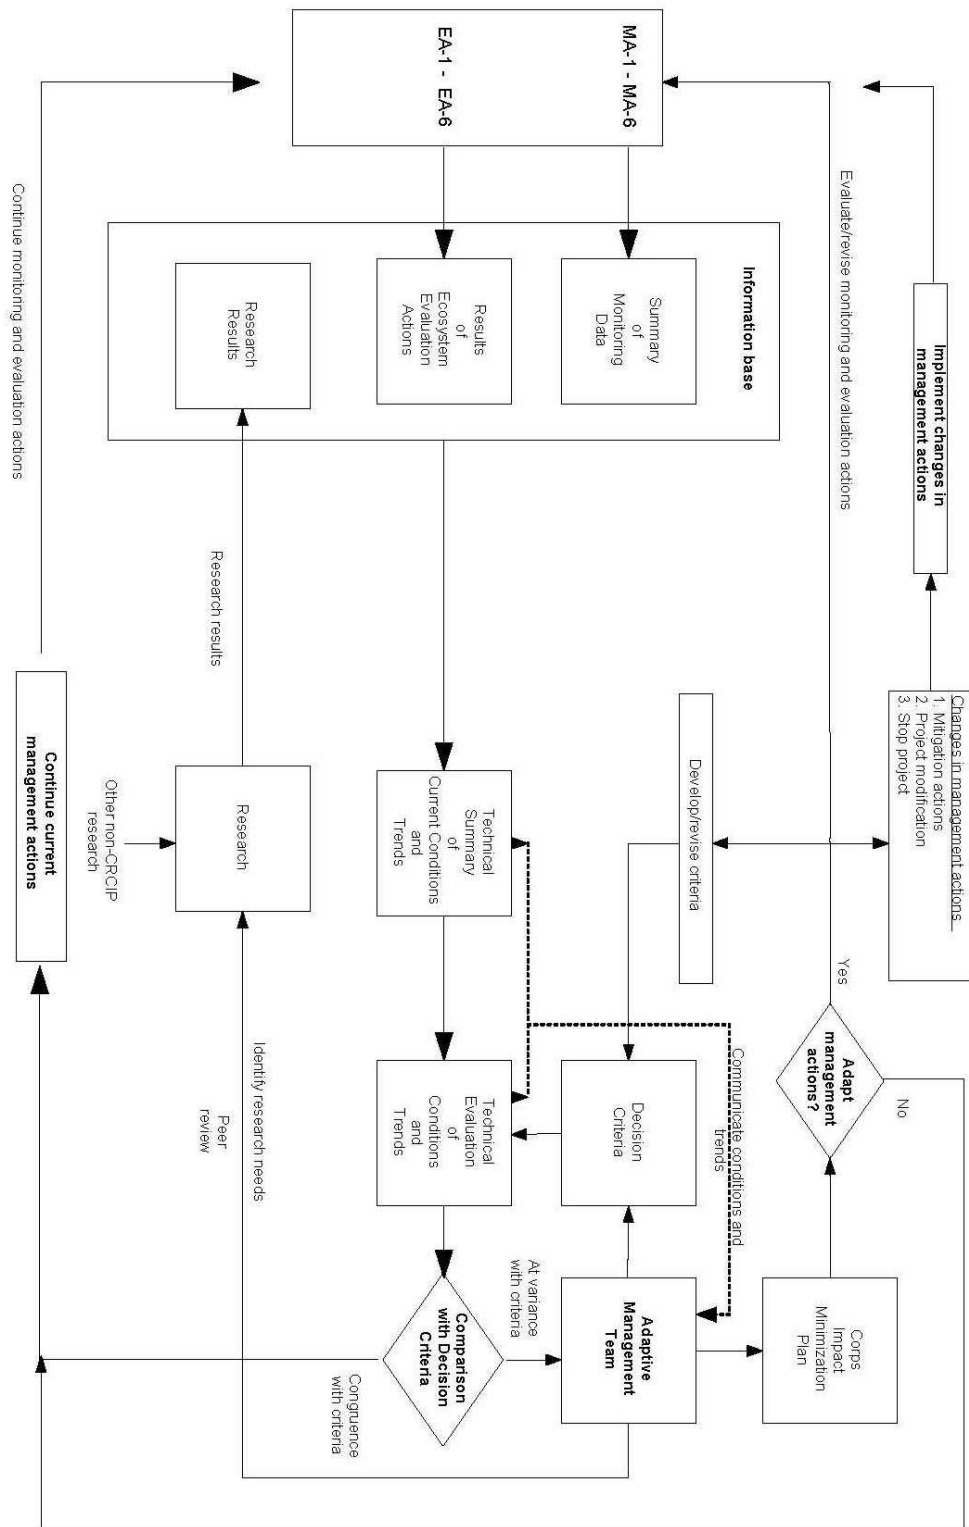 Implement changes in
management actions
Changes in management actions
1. Mitigation actions
2. Project modification
3. Stop project
Evaluate/revise monitoring and evaluation actions
Yes
Adapt
management
actions?
No
MA-1 - MA-6
EA-1 - EA-6
Information base
Summary
of
Monitoring
Data
Results
of
Ecosystem
Evaluation
Actions
Research
Results
Develop/revise criteria
Communicate conditions and
trends
Decision
Criteria
Corps
Impact
Minimization
Plan
Adaptive
Management
Team
At variance
with criteria
Technical
Summary
of
Current Conditions
and
Trends
Technical
Evaluation
of
Conditions
and
Trends
Comparison
with Decision
Criteria
Congruence
with criteria
Research results
Research
Identify research needs
Peer
review
Other non-CRCIP
research
Continue monitoring and evaluation actions
Continue current
management actions